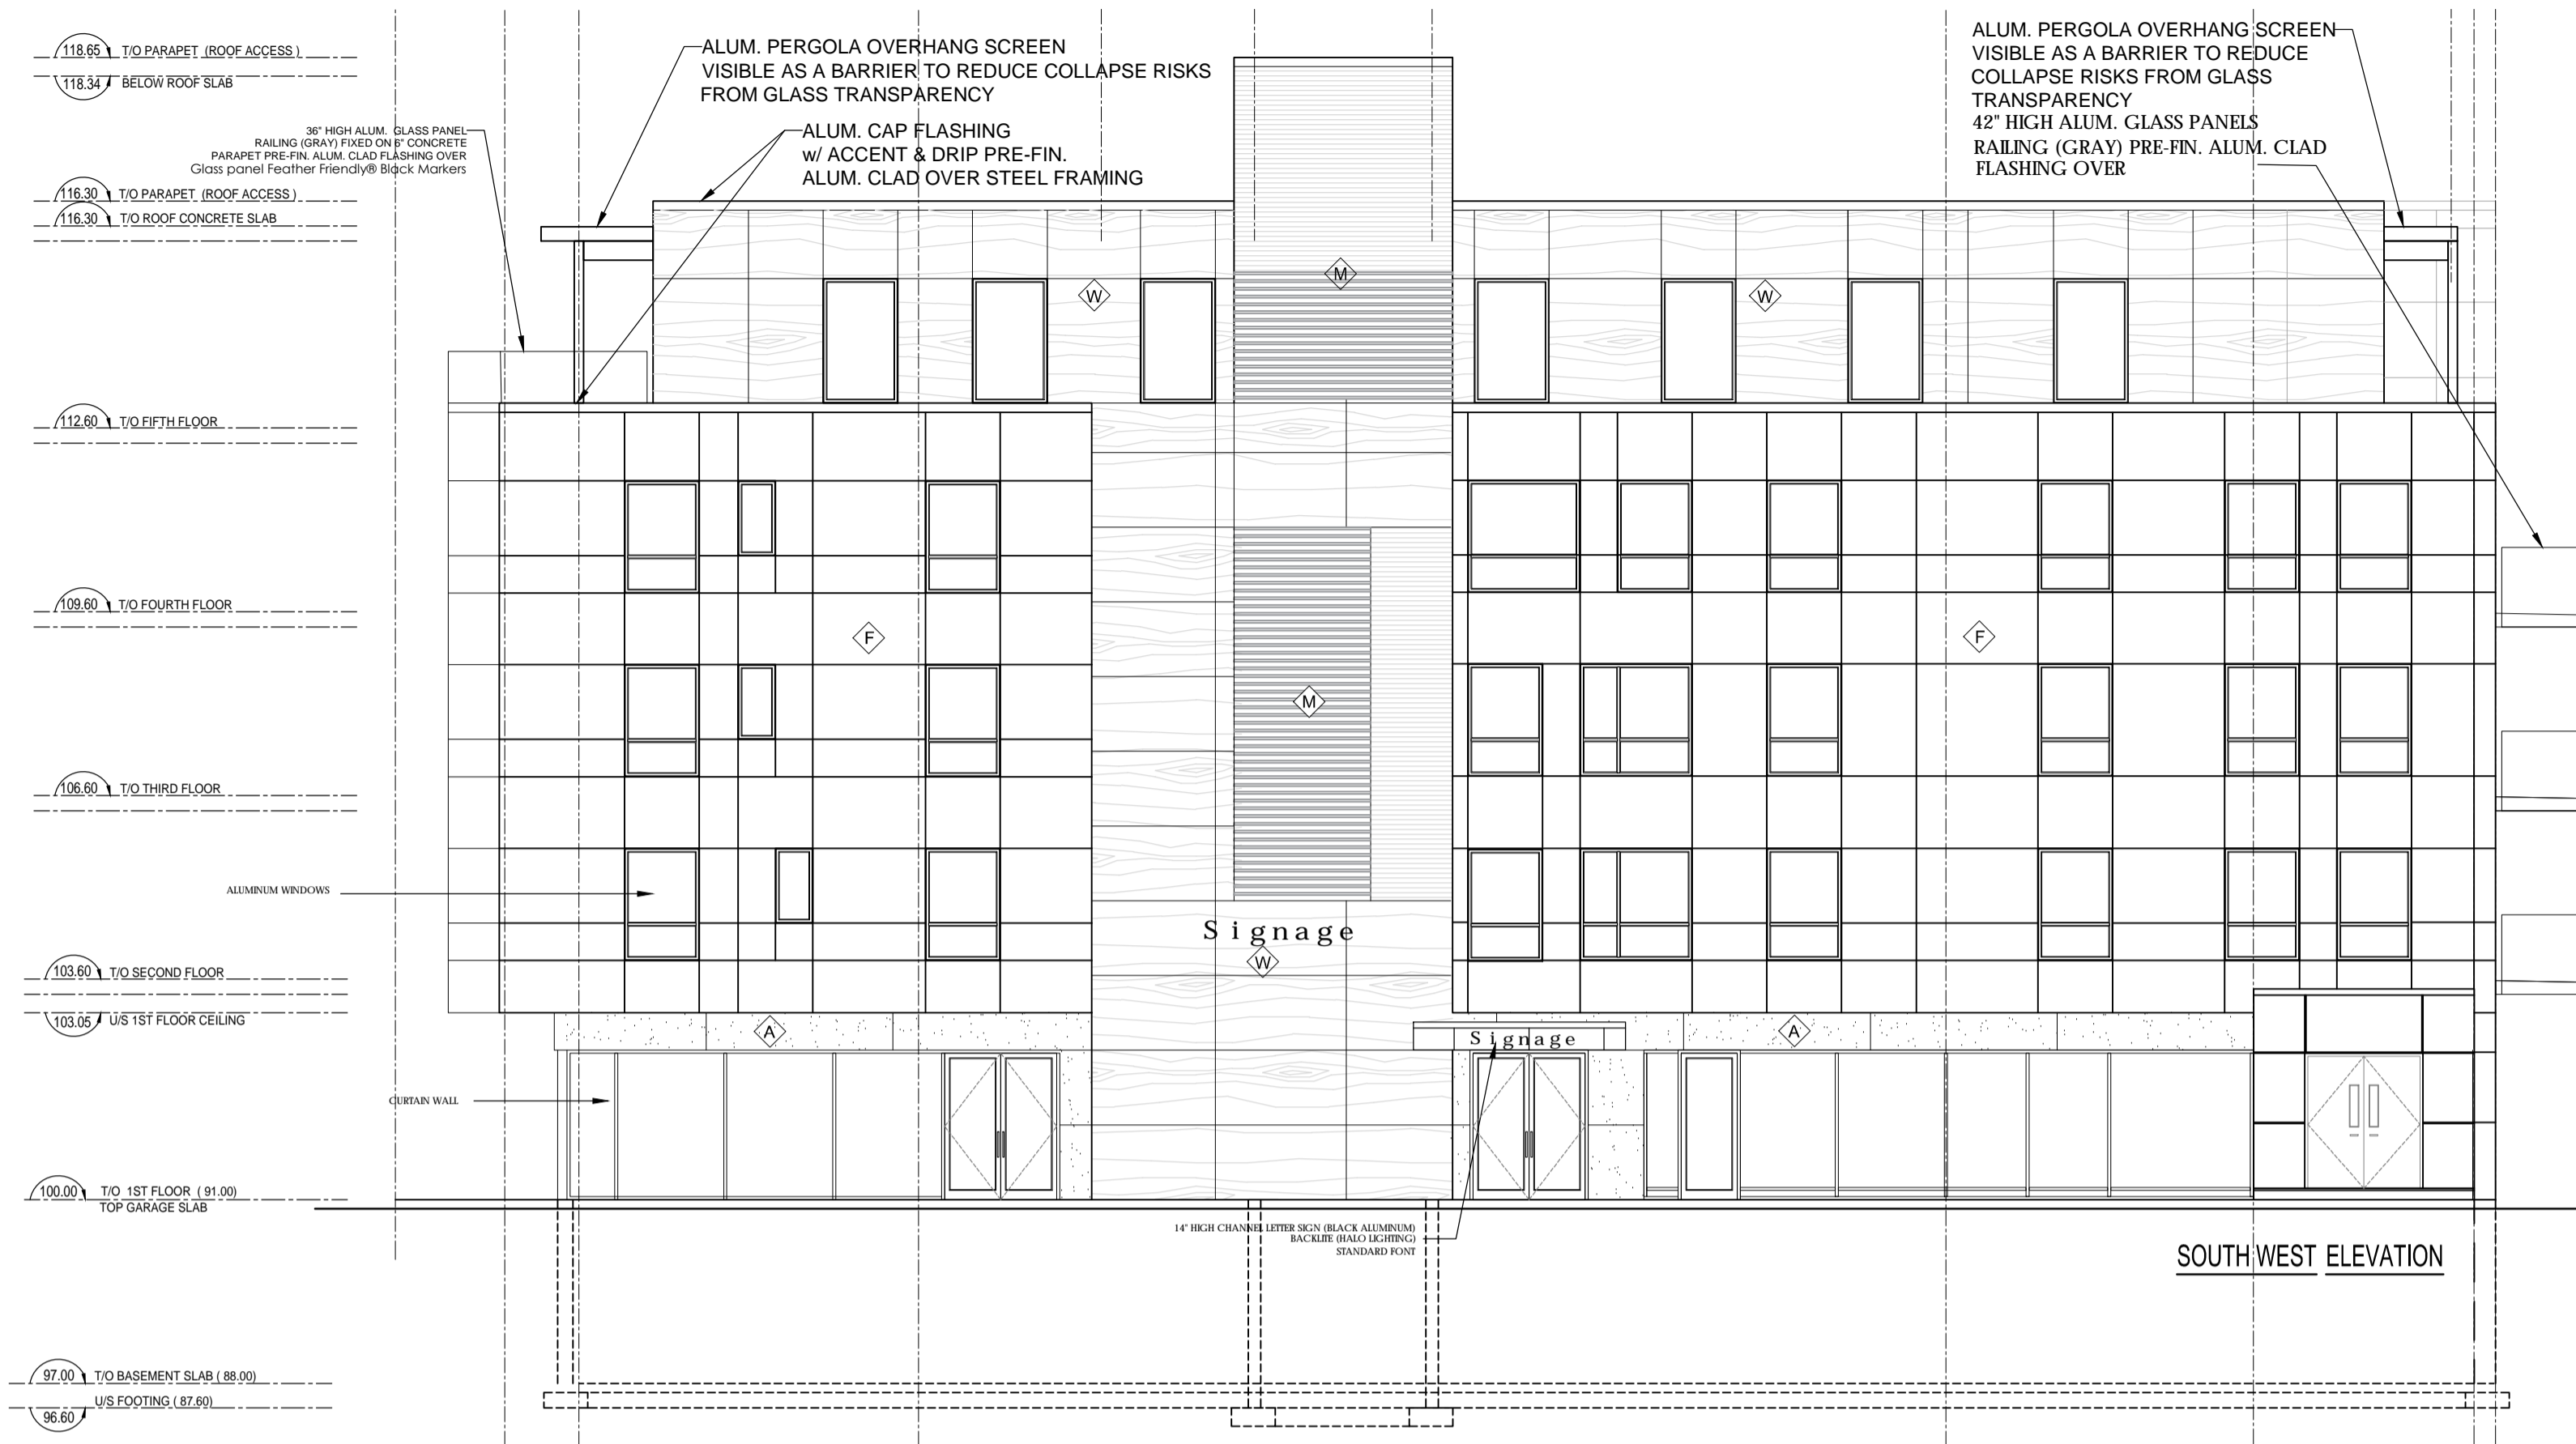 118.65 T/O PARAPET (ROOF ACCESS )
118.34 BELOW ROOF SLAB
36" HIGH ALUM. GLASS PANEL
RAILING (GRAY) FIXED ON 6" CONCRETE
PARAPET PRE-FIN. ALUM. CLAD FLASHING OVER
Glass panel Feather Friendly® Black Markers
116.30 T/O PARAPET (ROOF ACCESS )
116.30 T/O ROOF CONCRETE SLAB
112.60 T/O FIFTH FLOOR
109.60 T/O FOURTH FLOOR
106.60 T/O THIRD FLOOR
ALUMINUM WINDOWS
103.60 T/O SECOND FLOOR
103.05 U/S 1ST FLOOR CEILING
CURTAIN WALL
100.00 T/O 1ST FLOOR ( 91.00)
TOP GARAGE SLAB
97.00 T/O BASEMENT SLAB ( 88.00)
U/S FOOTING ( 87.60)
96.60
ALUM. PERGOLA OVERHANG SCREEN
VISIBLE AS A BARRIER TO REDUCE COLLAPSE RISKS
FROM GLASS TRANSPARENCY
ALUM. CAP FLASHING
w/ ACCENT & DRIP PRE-FIN.
ALUM. CLAD OVER STEEL FRAMING
ALUM. PERGOLA OVERHANG SCREEN
VISIBLE AS A BARRIER TO REDUCE
COLLAPSE RISKS FROM GLASS
TRANSPARENCY
42" HIGH ALUM. GLASS PANELS
RAILING (GRAY) PRE-FIN. ALUM. CLAD
FLASHING OVER
W
M
W
F
M
F
Signage
W
A
Signage
A
14" HIGH CHANNEL LETTER SIGN (BLACK ALUMINUM)
BACKLITE (HALO LIGHTING)
STANDARD FONT
SOUTH WEST ELEVATION